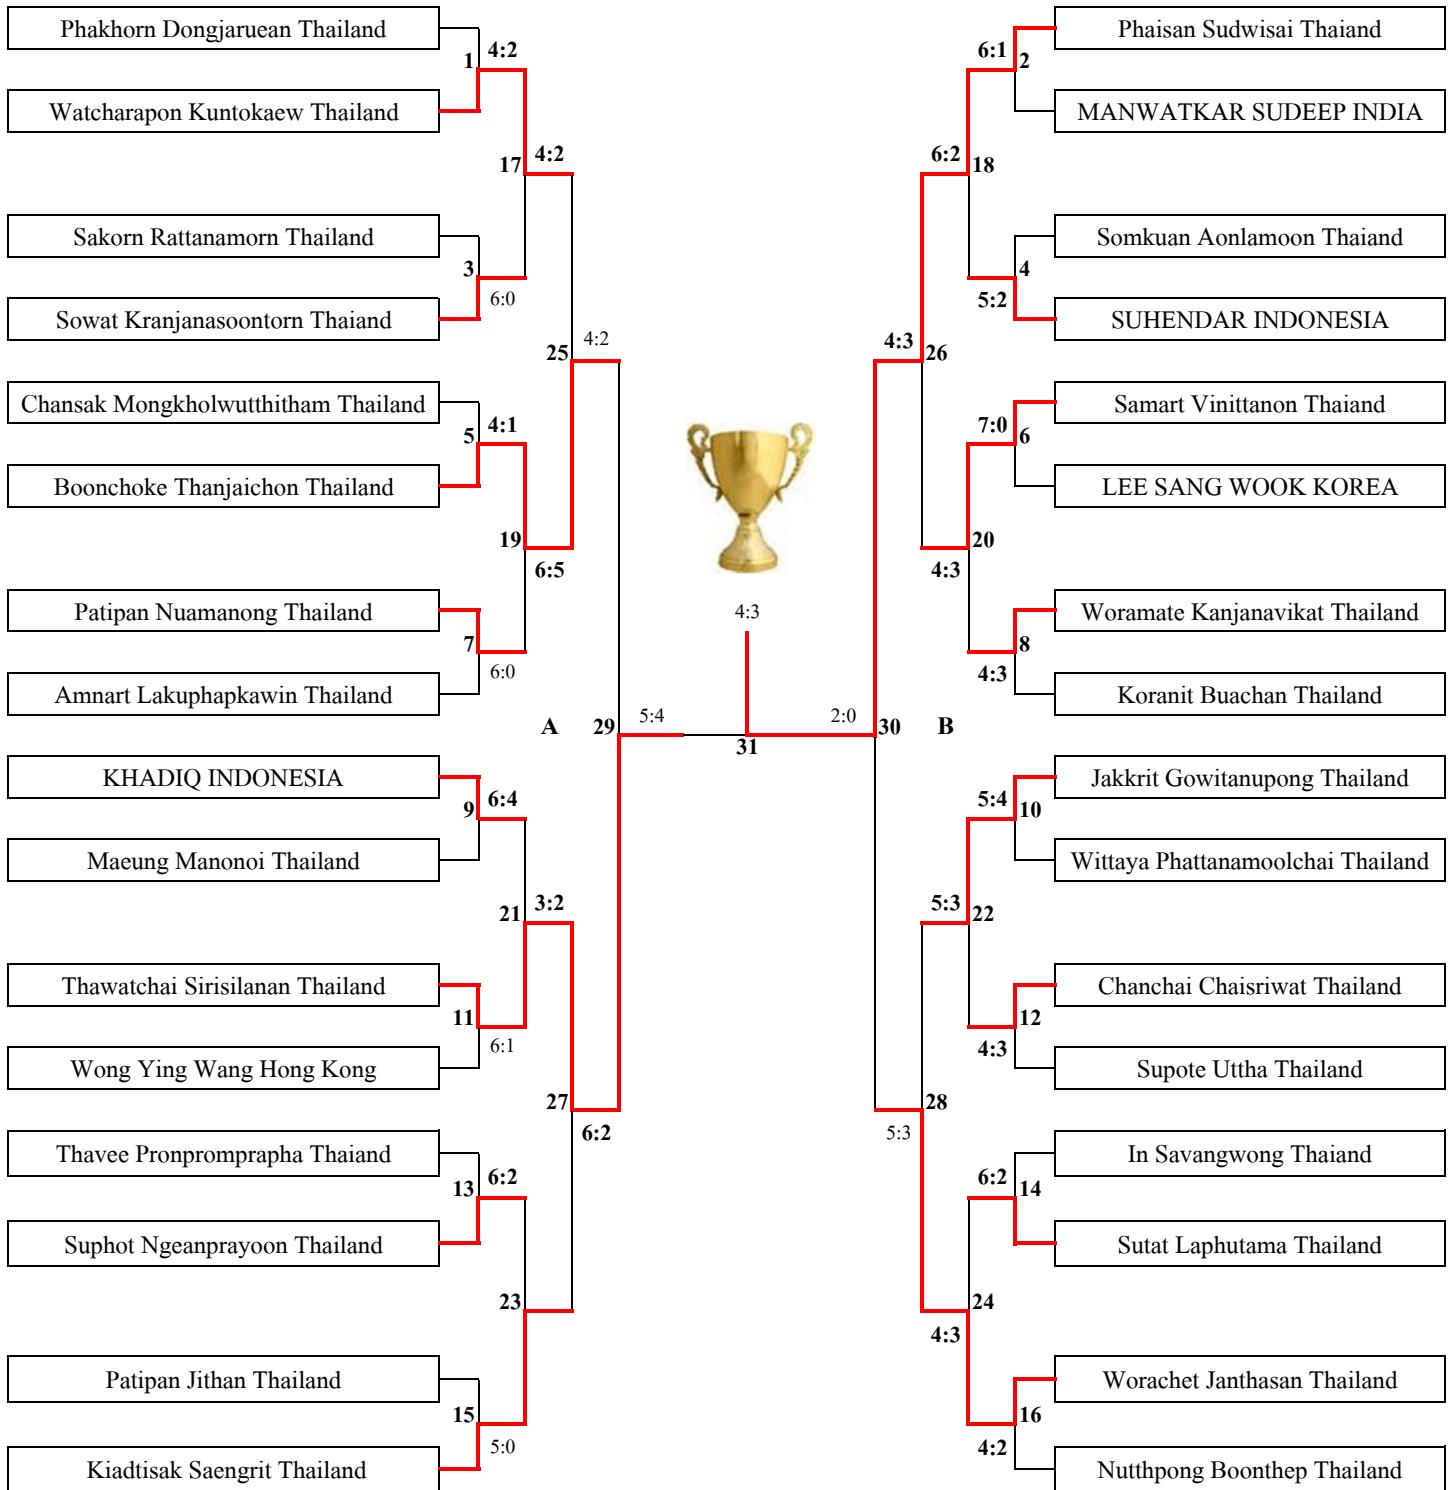 Phakhorn Dongjaruean Thailand
Phaisan Sudwisai Thaiand
1 4:2
6:1 2
Watcharapon Kuntokaew Thailand
MANWATKAR SUDEEP INDIA
17 4:2
6:2 18
Sakorn Rattanamorn Thailand
Somkuan Aonlamoon Thaiand
3
4
6:0
5:2
Sowat Kranjanasoontorn Thaiand
SUHENDAR INDONESIA
25 4:2
4:3 26
Chansak Mongkholwutthitham Thailand
Samart Vinittanon Thaiand
5 4:1
7:0 6
Boonchoke Thanjaichon Thailand
LEE SANG WOOK KOREA
19
20
6:5
4:3
Patipan Nuamanong Thailand
4:3
Woramate Kanjanavikat Thailand
7
8
6:0
4:3
Amnart Lakuphapkawin Thailand
Koranit Buachan Thailand
A 29 5:4
2:0 30 B
31
KHADIQ INDONESIA
Jakkrit Gowitanupong Thailand
9 6:4
5:4 10
Maeung Manonoi Thailand
Wittaya Phattanamoolchai Thailand
21 3:2
5:3 22
Thawatchai Sirisilanan Thailand
Chanchai Chaisriwat Thailand
11
12
6:1
4:3
Wong Ying Wang Hong Kong
Supote Uttha Thailand
27
28
6:2
5:3
Thavee Pronpromprapha Thaiand
In Savangwong Thaiand
13 6:2
6:2 14
Suphot Ngeanprayoon Thailand
Sutat Laphutama Thailand
23
24
4:3
Patipan Jithan Thailand
Worachet Janthasan Thailand
15
16
5:0
4:2
Kiadtisak Saengrit Thailand
Nutthpong Boonthep Thailand